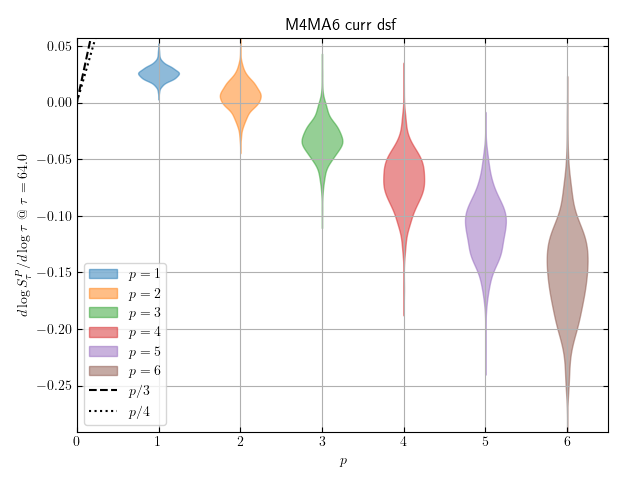 M4MA6 curr dsf
d log S_τ^P/d log τ @ τ = 64.0
0.05
0.00
−0.05
−0.10
−0.15
−0.20
−0.25
p = 1
p = 2
p = 3
p = 4
p = 5
p = 6
p/3
p/4
0 1 2 3 4 5 6
p